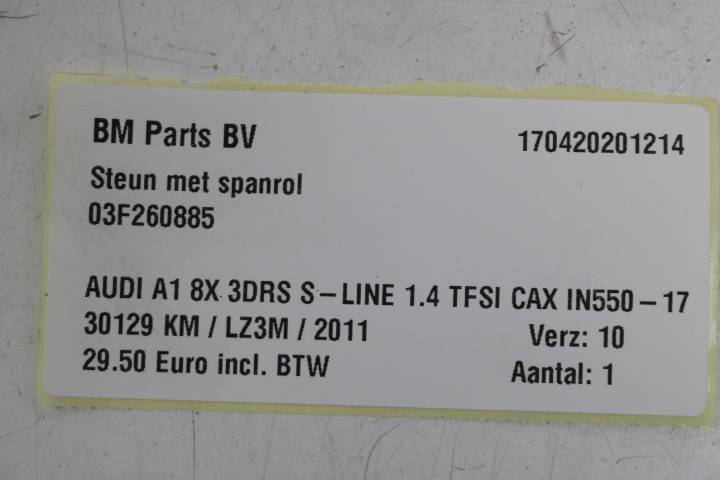 BM Parts BV 170420201214
Steun met spanrol
03F260885
AUDI A1 8X 3DRS S-LINE 1.4 TFSI CAX IN550-17
30129 KM / LZ3M / 2011 Verz: 10
29.50 Euro incl. BTW Aantal: 1